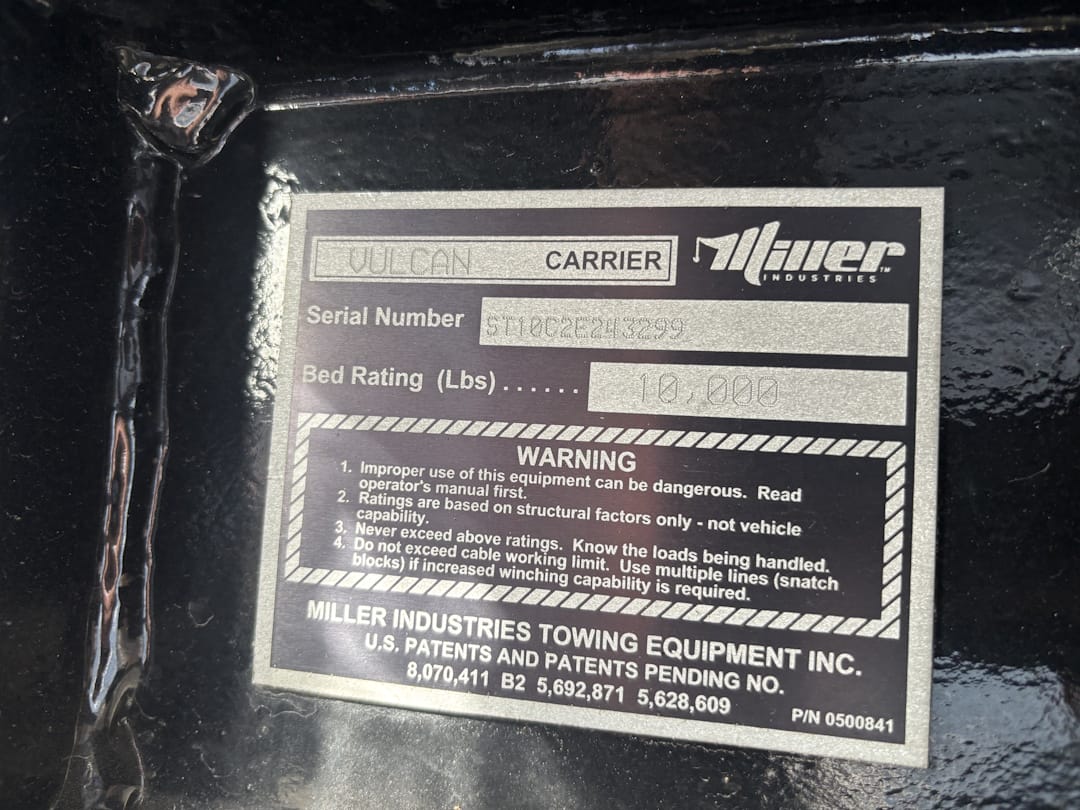 VULCAN CARRIER
Miller
INDUSTRIES™
Serial Number ST10C2E243299
Bed Rating (Lbs) . . . . . . 10,000
WARNING
1. Improper use of this equipment can be dangerous. Read
operator's manual first.
2. Ratings are based on structural factors only - not vehicle
capability.
3. Never exceed above ratings. Know the loads being handled.
4. Do not exceed cable working limit. Use multiple lines (snatch
blocks) if increased winching capability is required.
MILLER INDUSTRIES TOWING EQUIPMENT INC.
U.S. PATENTS AND PATENTS PENDING NO.
8,070,411 B2 5,692,871 5,628,609
P/N 0500841